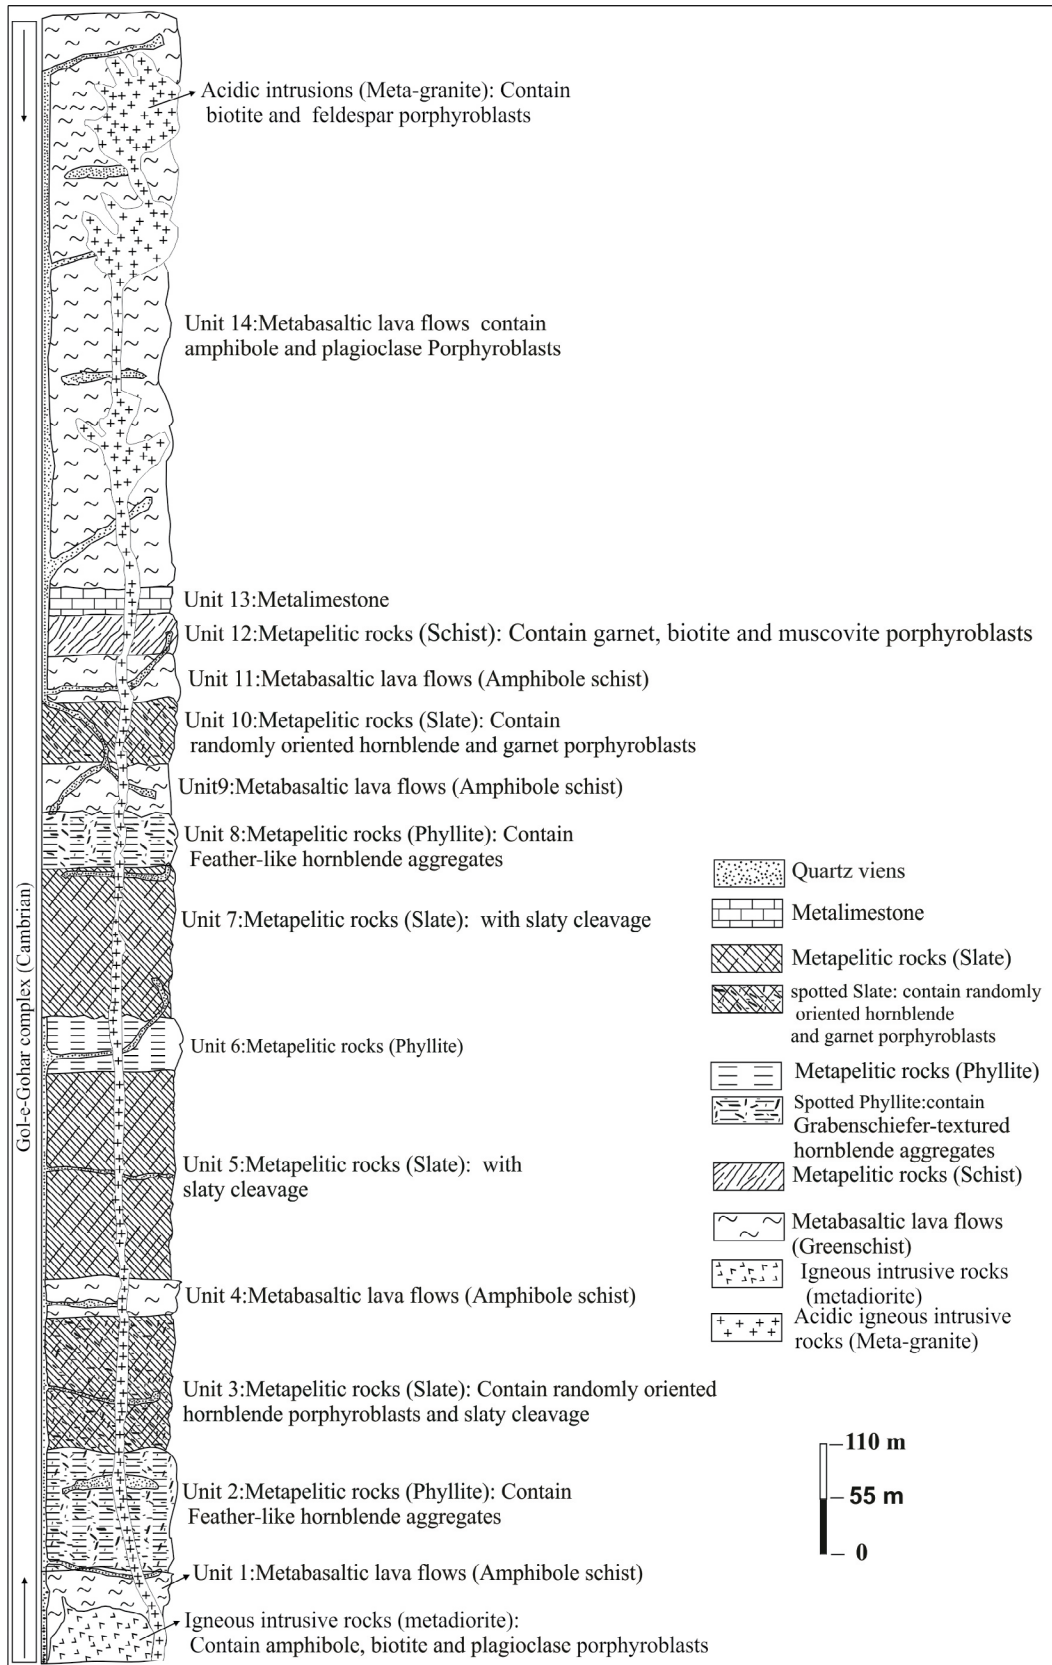 Acidic intrusions (Meta-granite): Contain
biotite and feldespar porphyroblasts
Unit 14:Metabasaltic lava flows contain
amphibole and plagioclase Porphyroblasts
Unit 13:Metalimestone
Unit 12:Metapelitic rocks (Schist): Contain garnet, biotite and muscovite porphyroblasts
Unit 11:Metabasaltic lava flows (Amphibole schist)
Unit 10:Metapelitic rocks (Slate): Contain
randomly oriented hornblende and garnet porphyroblasts
Unit9:Metabasaltic lava flows (Amphibole schist)
Unit 8:Metapelitic rocks (Phyllite): Contain
Feather-like hornblende aggregates
Unit 7:Metapelitic rocks (Slate): with slaty cleavage
Unit 6:Metapelitic rocks (Phyllite)
Unit 5:Metapelitic rocks (Slate): with
slaty cleavage
Unit 4:Metabasaltic lava flows (Amphibole schist)
Unit 3:Metapelitic rocks (Slate): Contain randomly oriented
hornblende porphyroblasts and slaty cleavage
Unit 2:Metapelitic rocks (Phyllite): Contain
Feather-like hornblende aggregates
Unit 1:Metabasaltic lava flows (Amphibole schist)
Igneous intrusive rocks (metadiorite):
Contain amphibole, biotite and plagioclase porphyroblasts
Gol-e-Gohar complex (Cambrian)
Quartz viens
Metalimestone
Metapelitic rocks (Slate)
spotted Slate: contain randomly
oriented hornblende
and garnet porphyroblasts
Metapelitic rocks (Phyllite)
Spotted Phyllite:contain
Grabenschiefer-textured
hornblende aggregates
Metapelitic rocks (Schist)
Metabasaltic lava flows
(Greenschist)
Igneous intrusive rocks
(metadiorite)
Acidic igneous intrusive
rocks (Meta-granite)
110 m
55 m
0